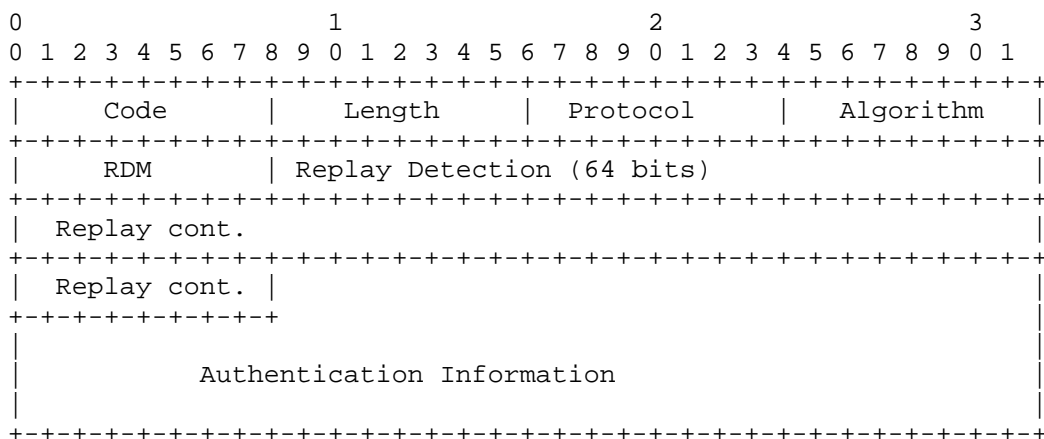 0                   1                   2                   3
0 1 2 3 4 5 6 7 8 9 0 1 2 3 4 5 6 7 8 9 0 1 2 3 4 5 6 7 8 9 0 1
+-+-+-+-+-+-+-+-+-+-+-+-+-+-+-+-+-+-+-+-+-+-+-+-+-+-+-+-+-+-+-+-+
|     Code      |    Length     |  Protocol     |   Algorithm   |
+-+-+-+-+-+-+-+-+-+-+-+-+-+-+-+-+-+-+-+-+-+-+-+-+-+-+-+-+-+-+-+-+
|     RDM       | Replay Detection (64 bits)                    |
+-+-+-+-+-+-+-+-+-+-+-+-+-+-+-+-+-+-+-+-+-+-+-+-+-+-+-+-+-+-+-+-+
|  Replay cont.                                                 |
+-+-+-+-+-+-+-+-+-+-+-+-+-+-+-+-+-+-+-+-+-+-+-+-+-+-+-+-+-+-+-+-+
|  Replay cont. |                                               |
+-+-+-+-+-+-+-+-+                                               |
|                                                               |
|           Authentication Information                          |
|                                                               |
+-+-+-+-+-+-+-+-+-+-+-+-+-+-+-+-+-+-+-+-+-+-+-+-+-+-+-+-+-+-+-+-+